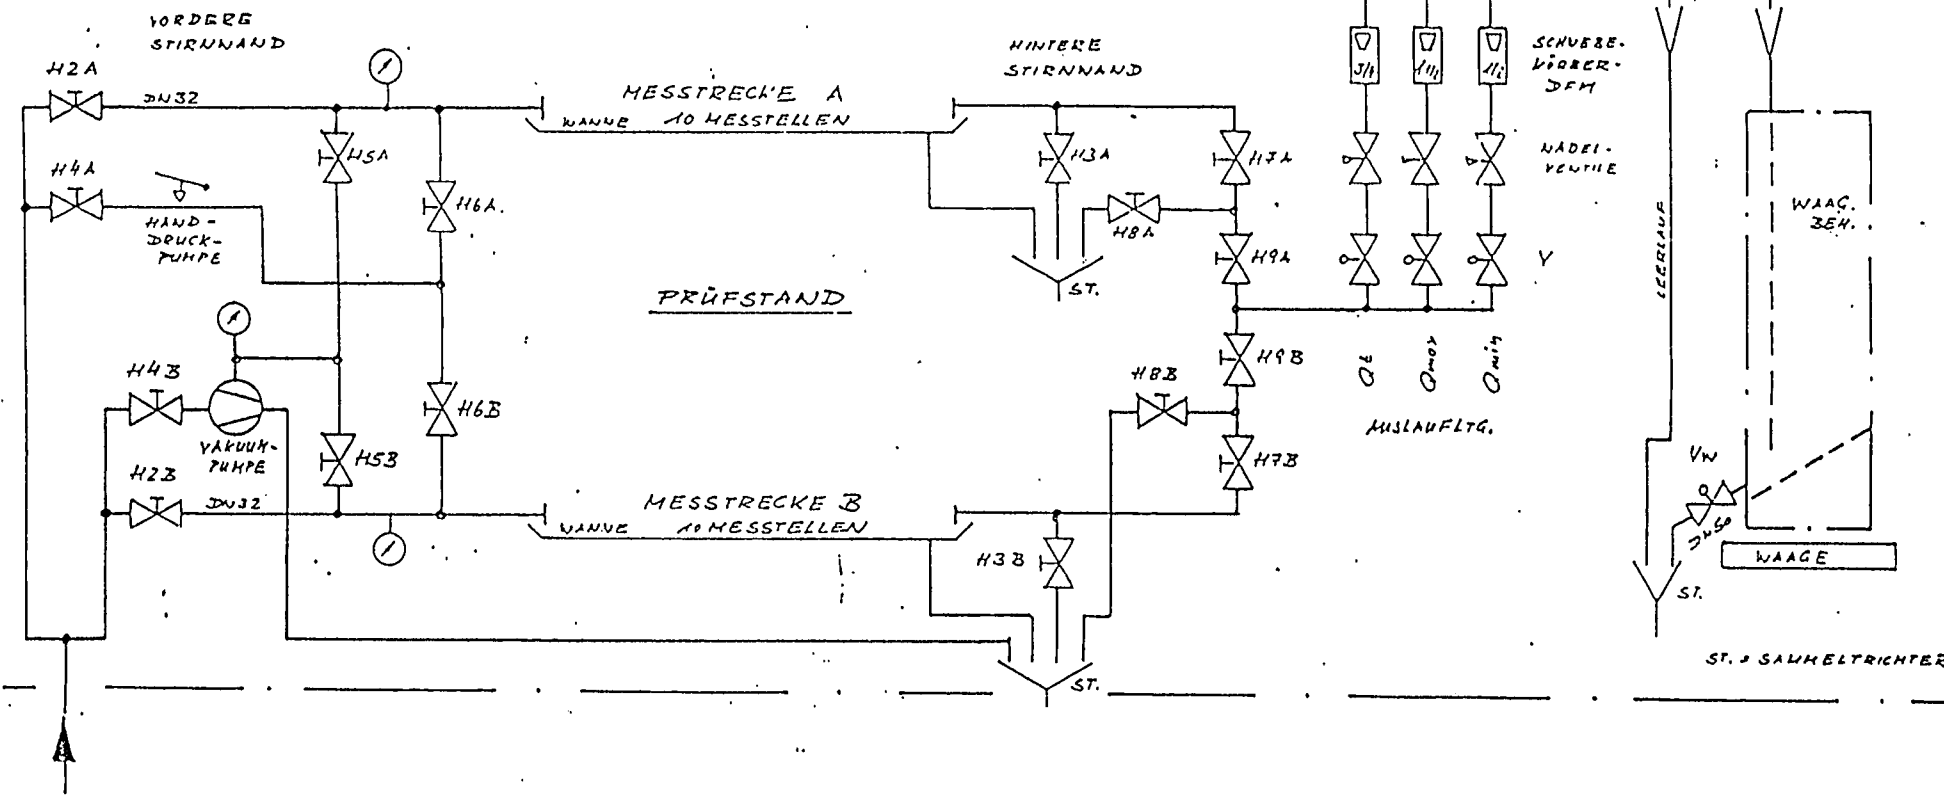 VORDERE
STIRNWAND
H2A
DN32
H4A
HAND-
DRUCK-
PUMPE
H5A
H6A
MESSTRECKE A
WANNE 10 MESSTELLEN
HINTERE
STIRNWAND
H3A
H7A
H8A
H9A
ST.
SCHWEBE-
KÖRPER-
DFM
NADEL-
VENTILE
V
LEERLAUF
WAAG.
BEH.
PRÜFSTAND
H4B
VAKUUM-
PUMPE
H2B
DN32
H5B
H6B
MESSTRECKE B
WANNE 10 MESSTELLEN
H3B
H8B
H9B
H7B
Qt
Qmax
Qmin
AUSLAUFLTG.
VW
WAAGE
ST.
ST.
ST. = SAMMELTRICHTER